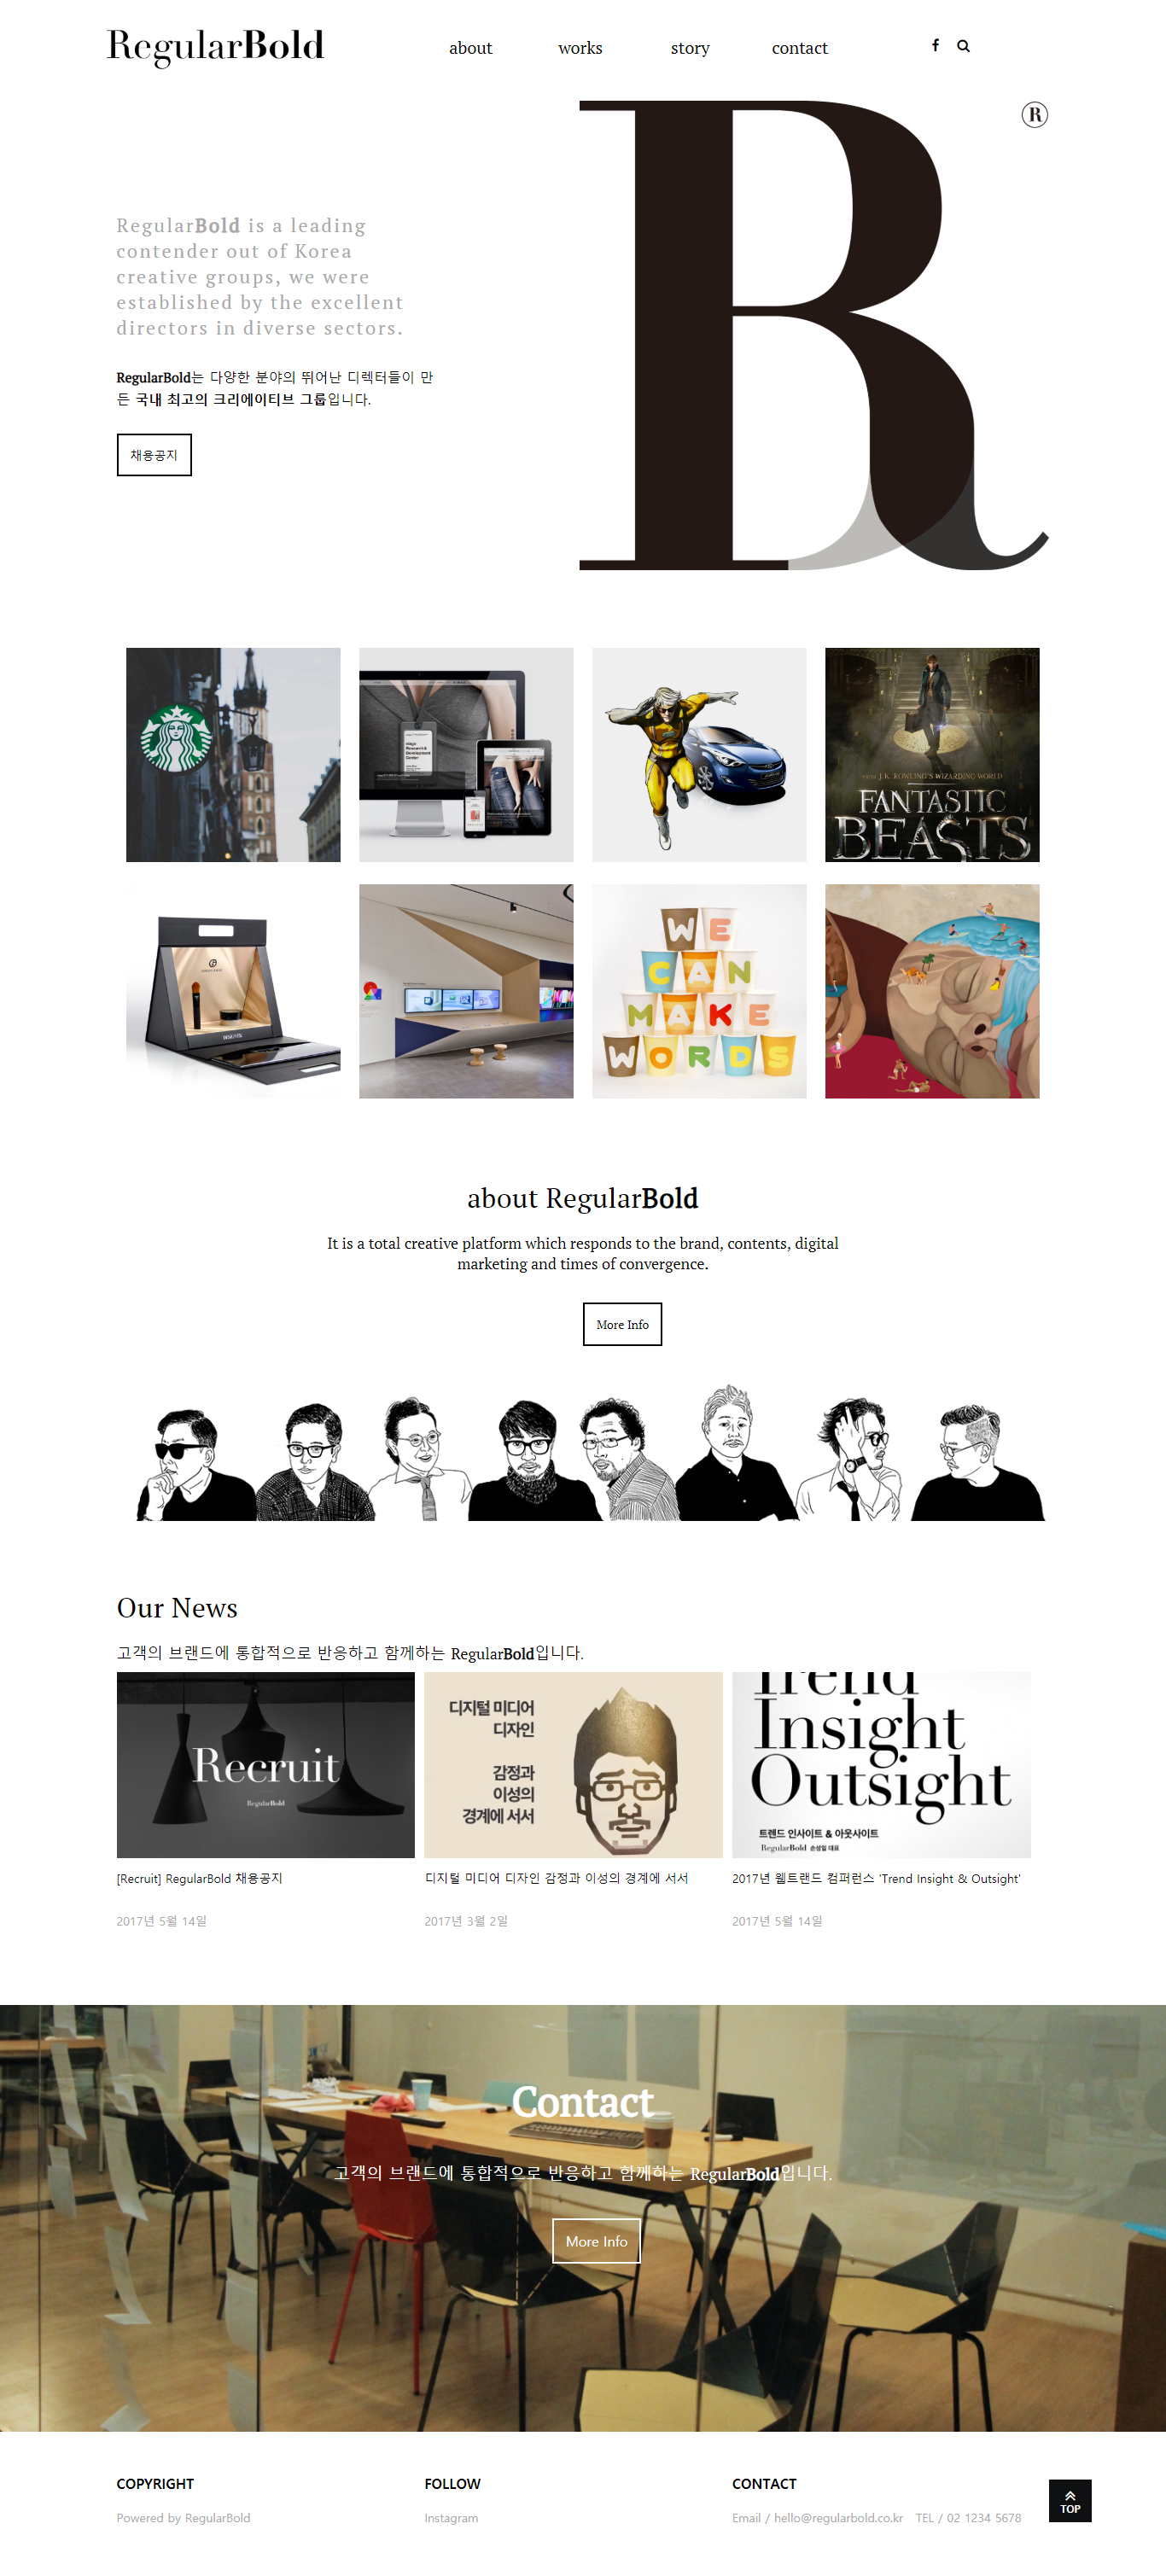 RegularBold
about works story contact
R
RegularBold is a leading
contender out of Korea
creative groups, we were
established by the excellent
directors in diverse sectors.
RegularBold는 다양한 분야의 뛰어난 디렉터들이 만
든 국내 최고의 크리에이티브 그룹입니다.
채용공지
R
Research &
Development
Center
FROM J.K. ROWLING'S WIZARDING WORLD
FANTASTIC
BEASTS
WE
CAN
MAKE
WORDS
about RegularBold
It is a total creative platform which responds to the brand, contents, digital
marketing and times of convergence.
More Info
Our News
고객의 브랜드에 통합적으로 반응하고 함께하는 RegularBold입니다.
Recruit
RegularBold
디지털 미디어
디자인
감정과
이성의
경계에 서서
Trend
Insight
Outsight
트렌드 인사이트 & 아웃사이트
RegularBold 손성일 대표
[Recruit] RegularBold 채용공지
디지털 미디어 디자인 감정과 이성의 경계에 서서
2017년 웹트랜드 컴퍼런스 'Trend Insight & Outsight'
2017년 5월 14일
2017년 3월 2일
2017년 5월 14일
Contact
고객의 브랜드에 통합적으로 반응하고 함께하는 RegularBold입니다.
More Info
COPYRIGHT
Powered by RegularBold
FOLLOW
Instagram
CONTACT
Email / hello@regularbold.co.kr TEL / 02 1234 5678
TOP